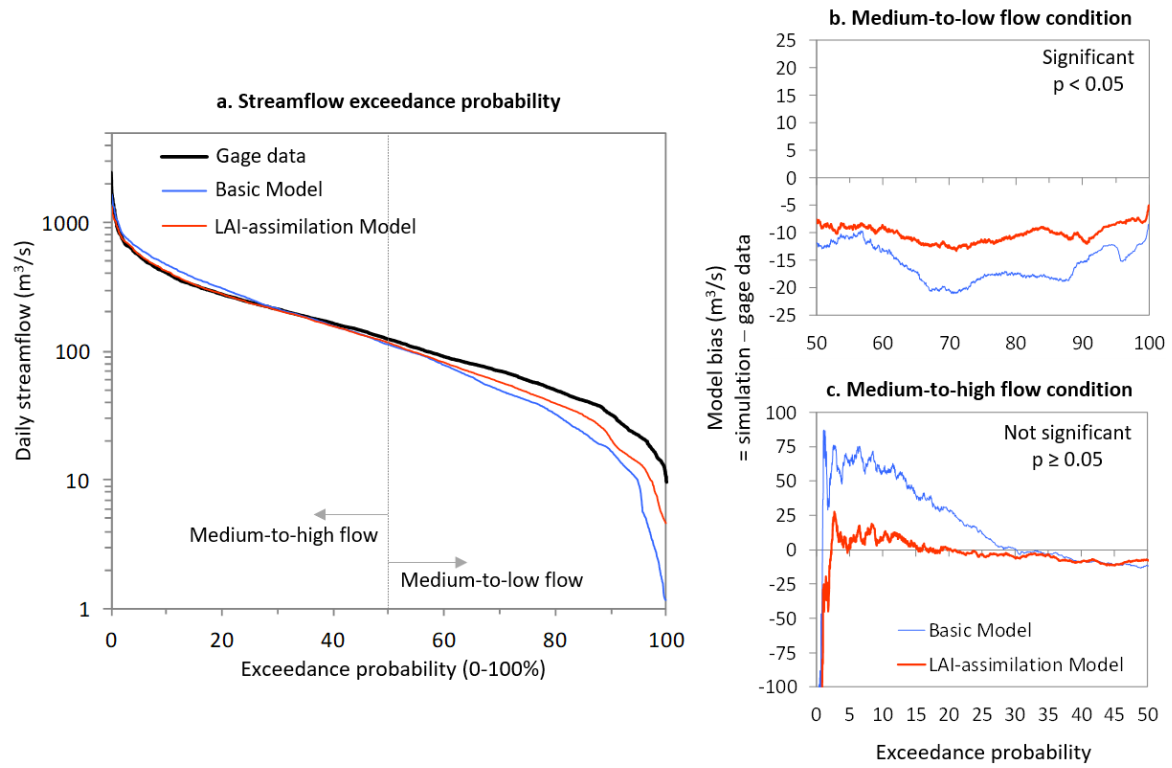 a. Streamflow exceedance probability
Gage data
Basic Model
LAI-assimilation Model
Daily streamflow (m³/s)
1000
100
10
1
Medium-to-high flow
Medium-to-low flow
0 20 40 60 80 100
Exceedance probability (0-100%)
b. Medium-to-low flow condition
Significant
p < 0.05
25
20
15
10
5
0
-5
-10
-15
-20
-25
50 60 70 80 90 100
Model bias (m³/s)
= simulation – gage data
c. Medium-to-high flow condition
Not significant
p ≥ 0.05
100
75
50
25
0
-25
-50
-75
-100
Basic Model
LAI-assimilation Model
0 5 10 15 20 25 30 35 40 45 50
Exceedance probability